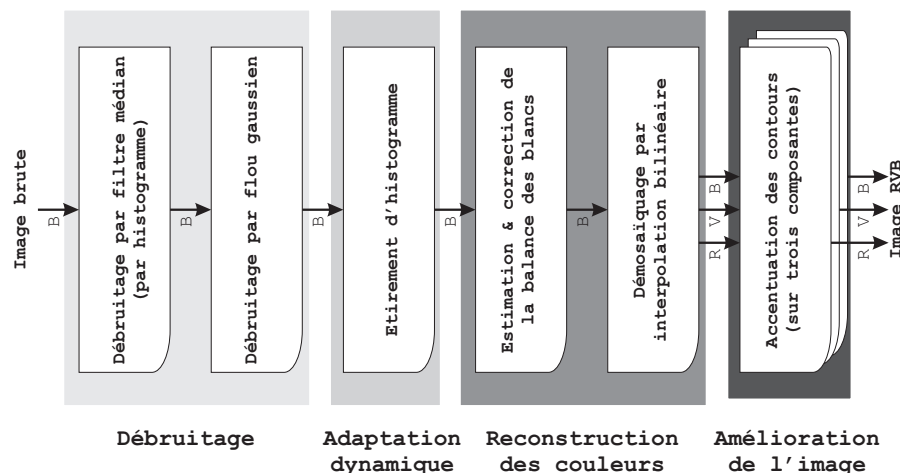 Image brute
B
Débruitage par filtre médian
(par histogramme)
B
Débruitage par flou gaussien
B
Etirement d'histogramme
B
Estimation & correction de
la balance des blancs
B
Démosaïquage par
interpolation bilinéaire
B
V
R
Accentuation des contours
(sur trois composantes)
B
V
R
Image RVB
Débruitage
Adaptation
dynamique
Reconstruction
des couleurs
Amélioration
de l'image